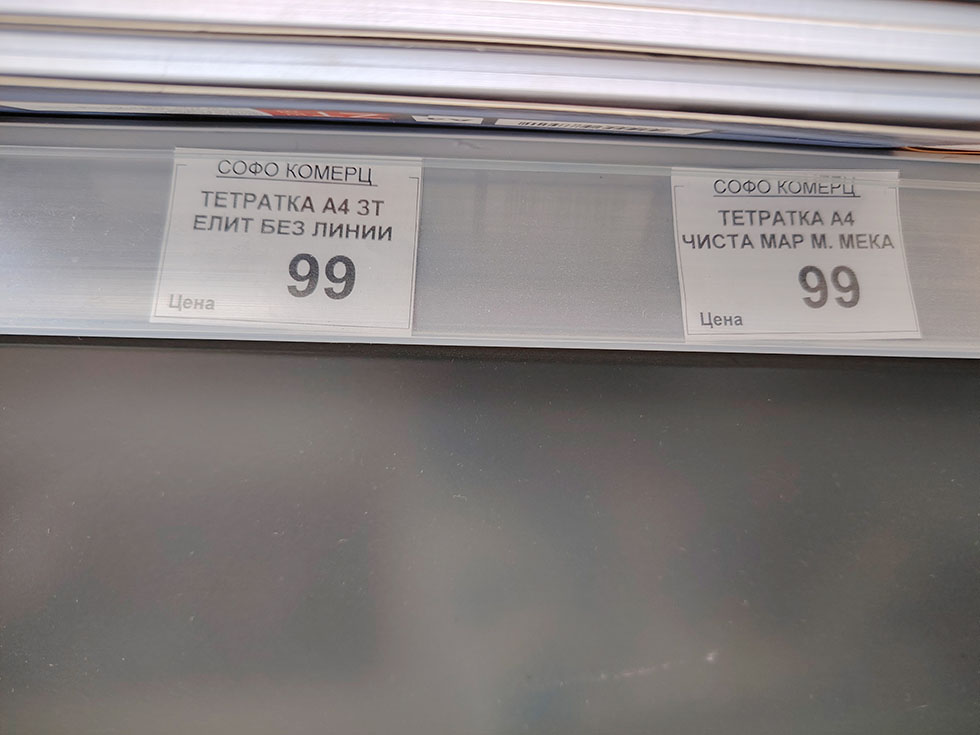 СОФО КОМЕРЦ
ТЕТРАТКА А4 3Т
ЕЛИТ БЕЗ ЛИНИИ
99
Цена
СОФО КОМЕРЦ
ТЕТРАТКА А4
ЧИСТА МАР М. МЕКА
99
Цена